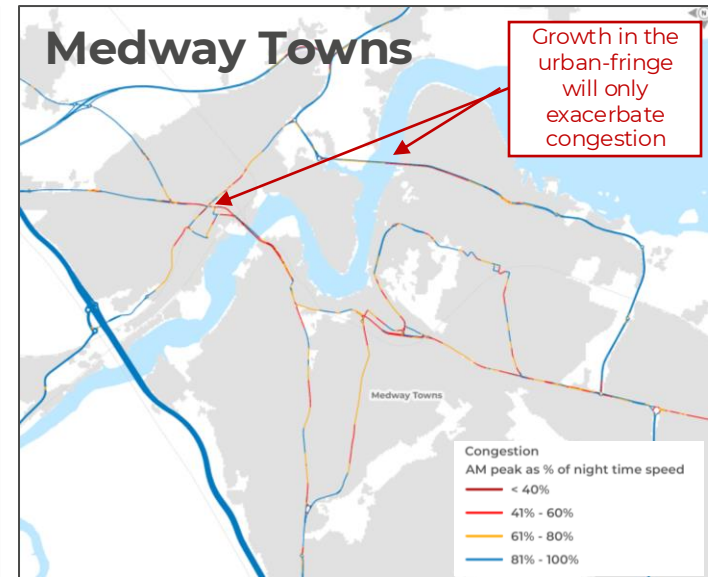 Medway Towns
Growth in the
urban-fringe
will only
exacerbate
congestion
N
Medway Towns
Congestion
AM peak as % of night time speed
< 40%
41% - 60%
61% - 80%
81% - 100%